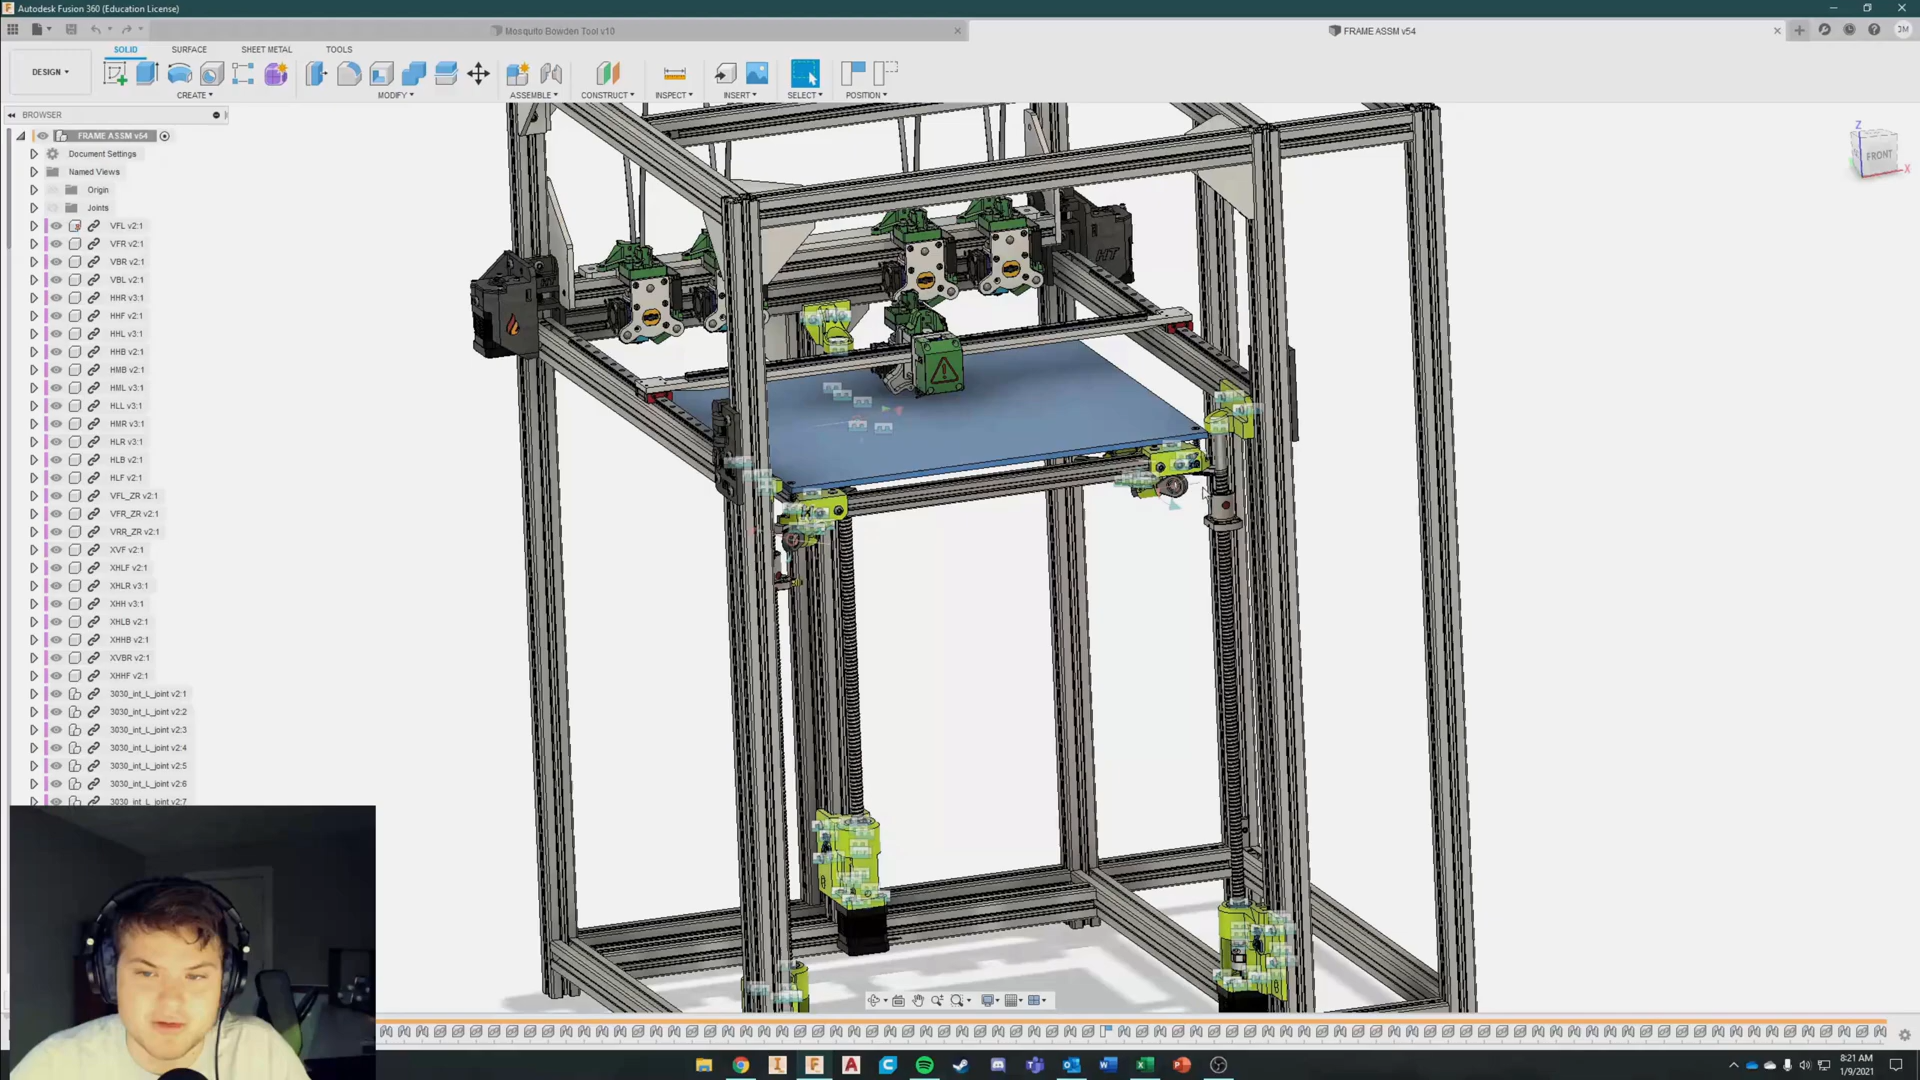 Autodesk Fusion 360 (Education License)
Mosquito Bowden Tool v10
FRAME ASSM v54
JM
SOLID
SURFACE
SHEET METAL
TOOLS
DESIGN
CREATE
MODIFY
ASSEMBLE
CONSTRUCT
INSPECT
INSERT
SELECT
POSITION
BROWSER
FRAME ASSM v54
Document Settings
Named Views
Origin
Joints
VFL v2:1
VFR v2:1
VBR v2:1
VBL v2:1
HHR v3:1
HHF v2:1
HHL v3:1
HHB v2:1
HMB v2:1
HML v3:1
HLL v3:1
HMR v3:1
HLR v3:1
HLB v2:1
HLF v2:1
VFL_ZR v2:1
VFR_ZR v2:1
VRR_ZR v2:1
XVF v2:1
XHLF v2:1
XHLR v3:1
XHH v3:1
XHLB v2:1
XHHB v2:1
XVBR v2:1
XHHF v2:1
3030_int_L_joint v2:1
3030_int_L_joint v2:2
3030_int_L_joint v2:3
3030_int_L_joint v2:4
3030_int_L_joint v2:5
3030_int_L_joint v2:6
3030_int_L_joint v2:7
Z
FRONT
X
HT
8:21 AM
1/9/2021